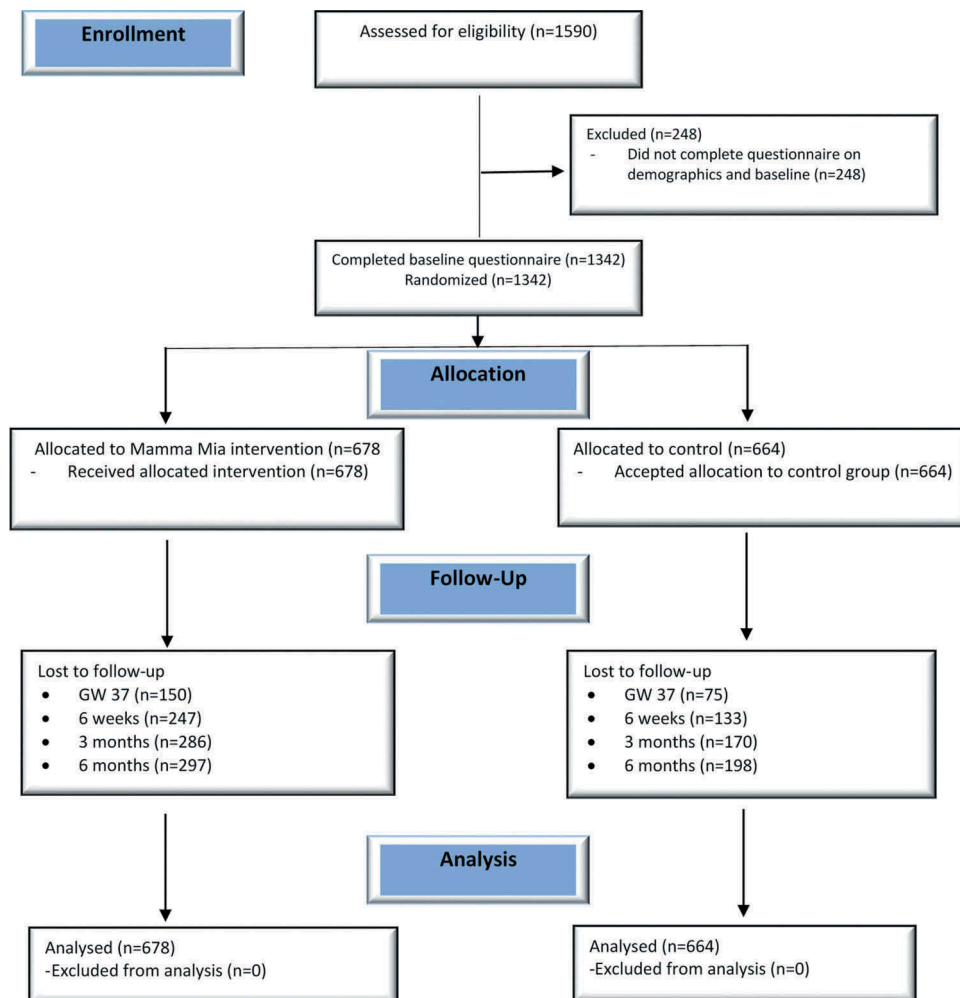 Enrollment
Assessed for eligibility (n=1590)
Excluded (n=248)
- Did not complete questionnaire on
demographics and baseline (n=248)
Completed baseline questionnaire (n=1342)
Randomized (n=1342)
Allocation
Allocated to Mamma Mia intervention (n=678
- Received allocated intervention (n=678)
Allocated to control (n=664)
- Accepted allocation to control group (n=664)
Follow-Up
Lost to follow-up
• GW 37 (n=150)
• 6 weeks (n=247)
• 3 months (n=286)
• 6 months (n=297)
Lost to follow-up
• GW 37 (n=75)
• 6 weeks (n=133)
• 3 months (n=170)
• 6 months (n=198)
Analysis
Analysed (n=678)
-Excluded from analysis (n=0)
Analysed (n=664)
-Excluded from analysis (n=0)